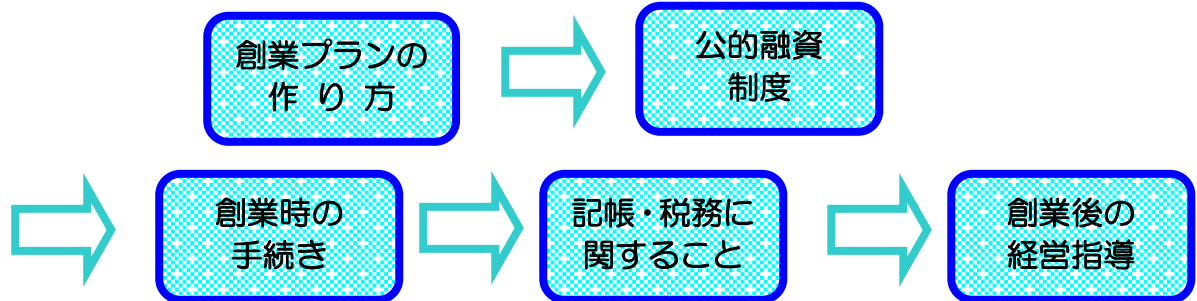 創業プランの
作り方
公的融資
制度
創業時の
手続き
記帳・税務に
関すること
創業後の
経営指導